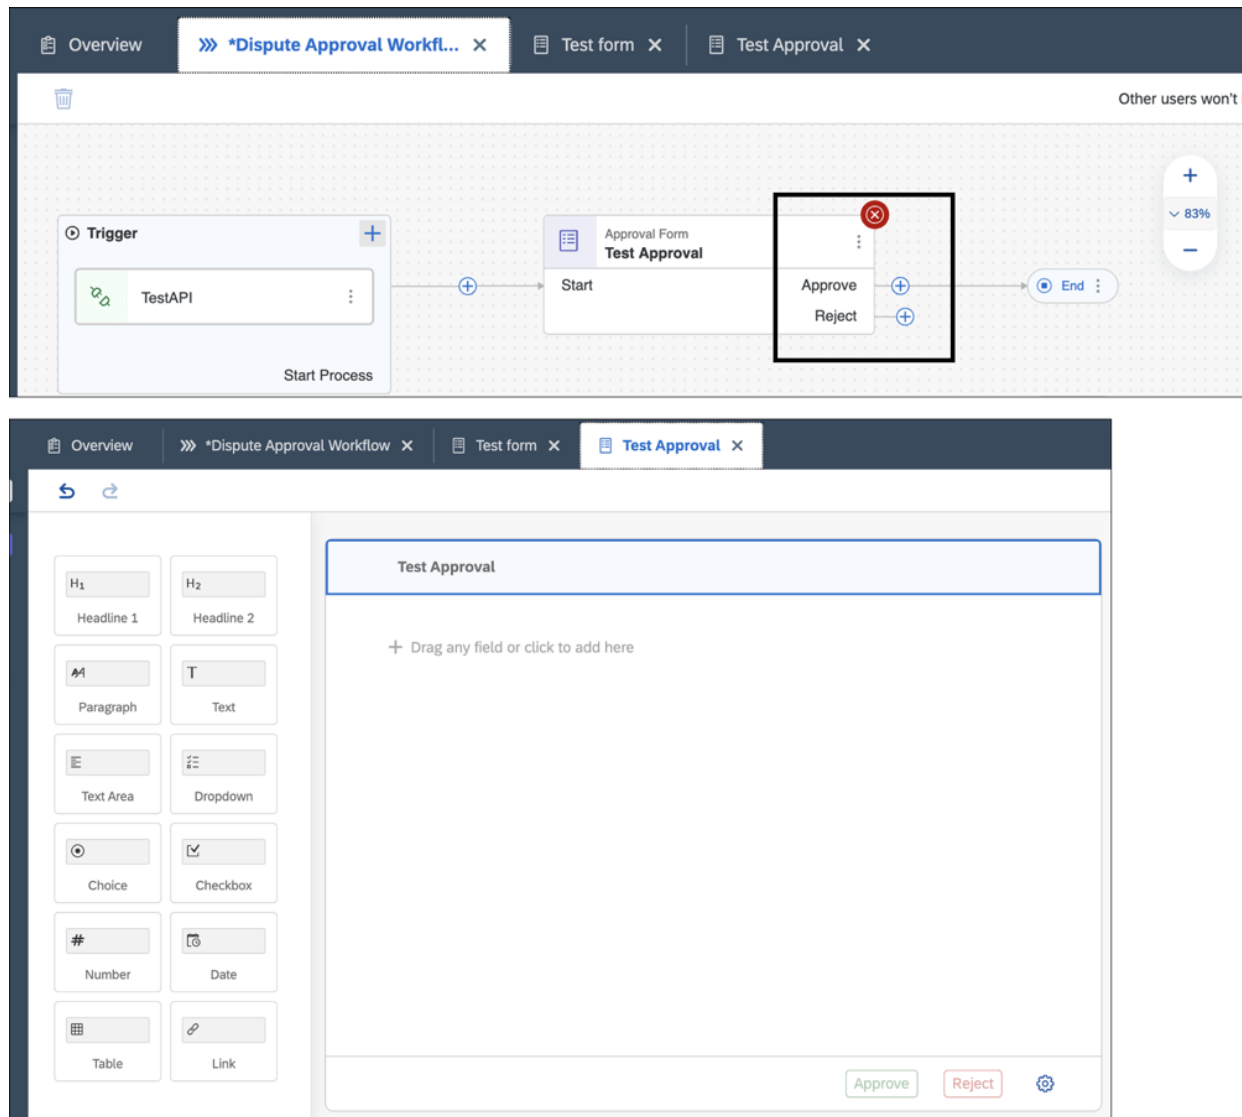 Overview
*Dispute Approval Workfl...
Test form
Test Approval
Other users won't
83%
Trigger
TestAPI
Start Process
Approval Form
Test Approval
Start
Approve
Reject
End
Overview
*Dispute Approval Workflow
Test form
Test Approval
H1
Headline 1
H2
Headline 2
Paragraph
T
Text
Text Area
Dropdown
Choice
Checkbox
#
Number
Date
Table
Link
Test Approval
+ Drag any field or click to add here
Approve
Reject